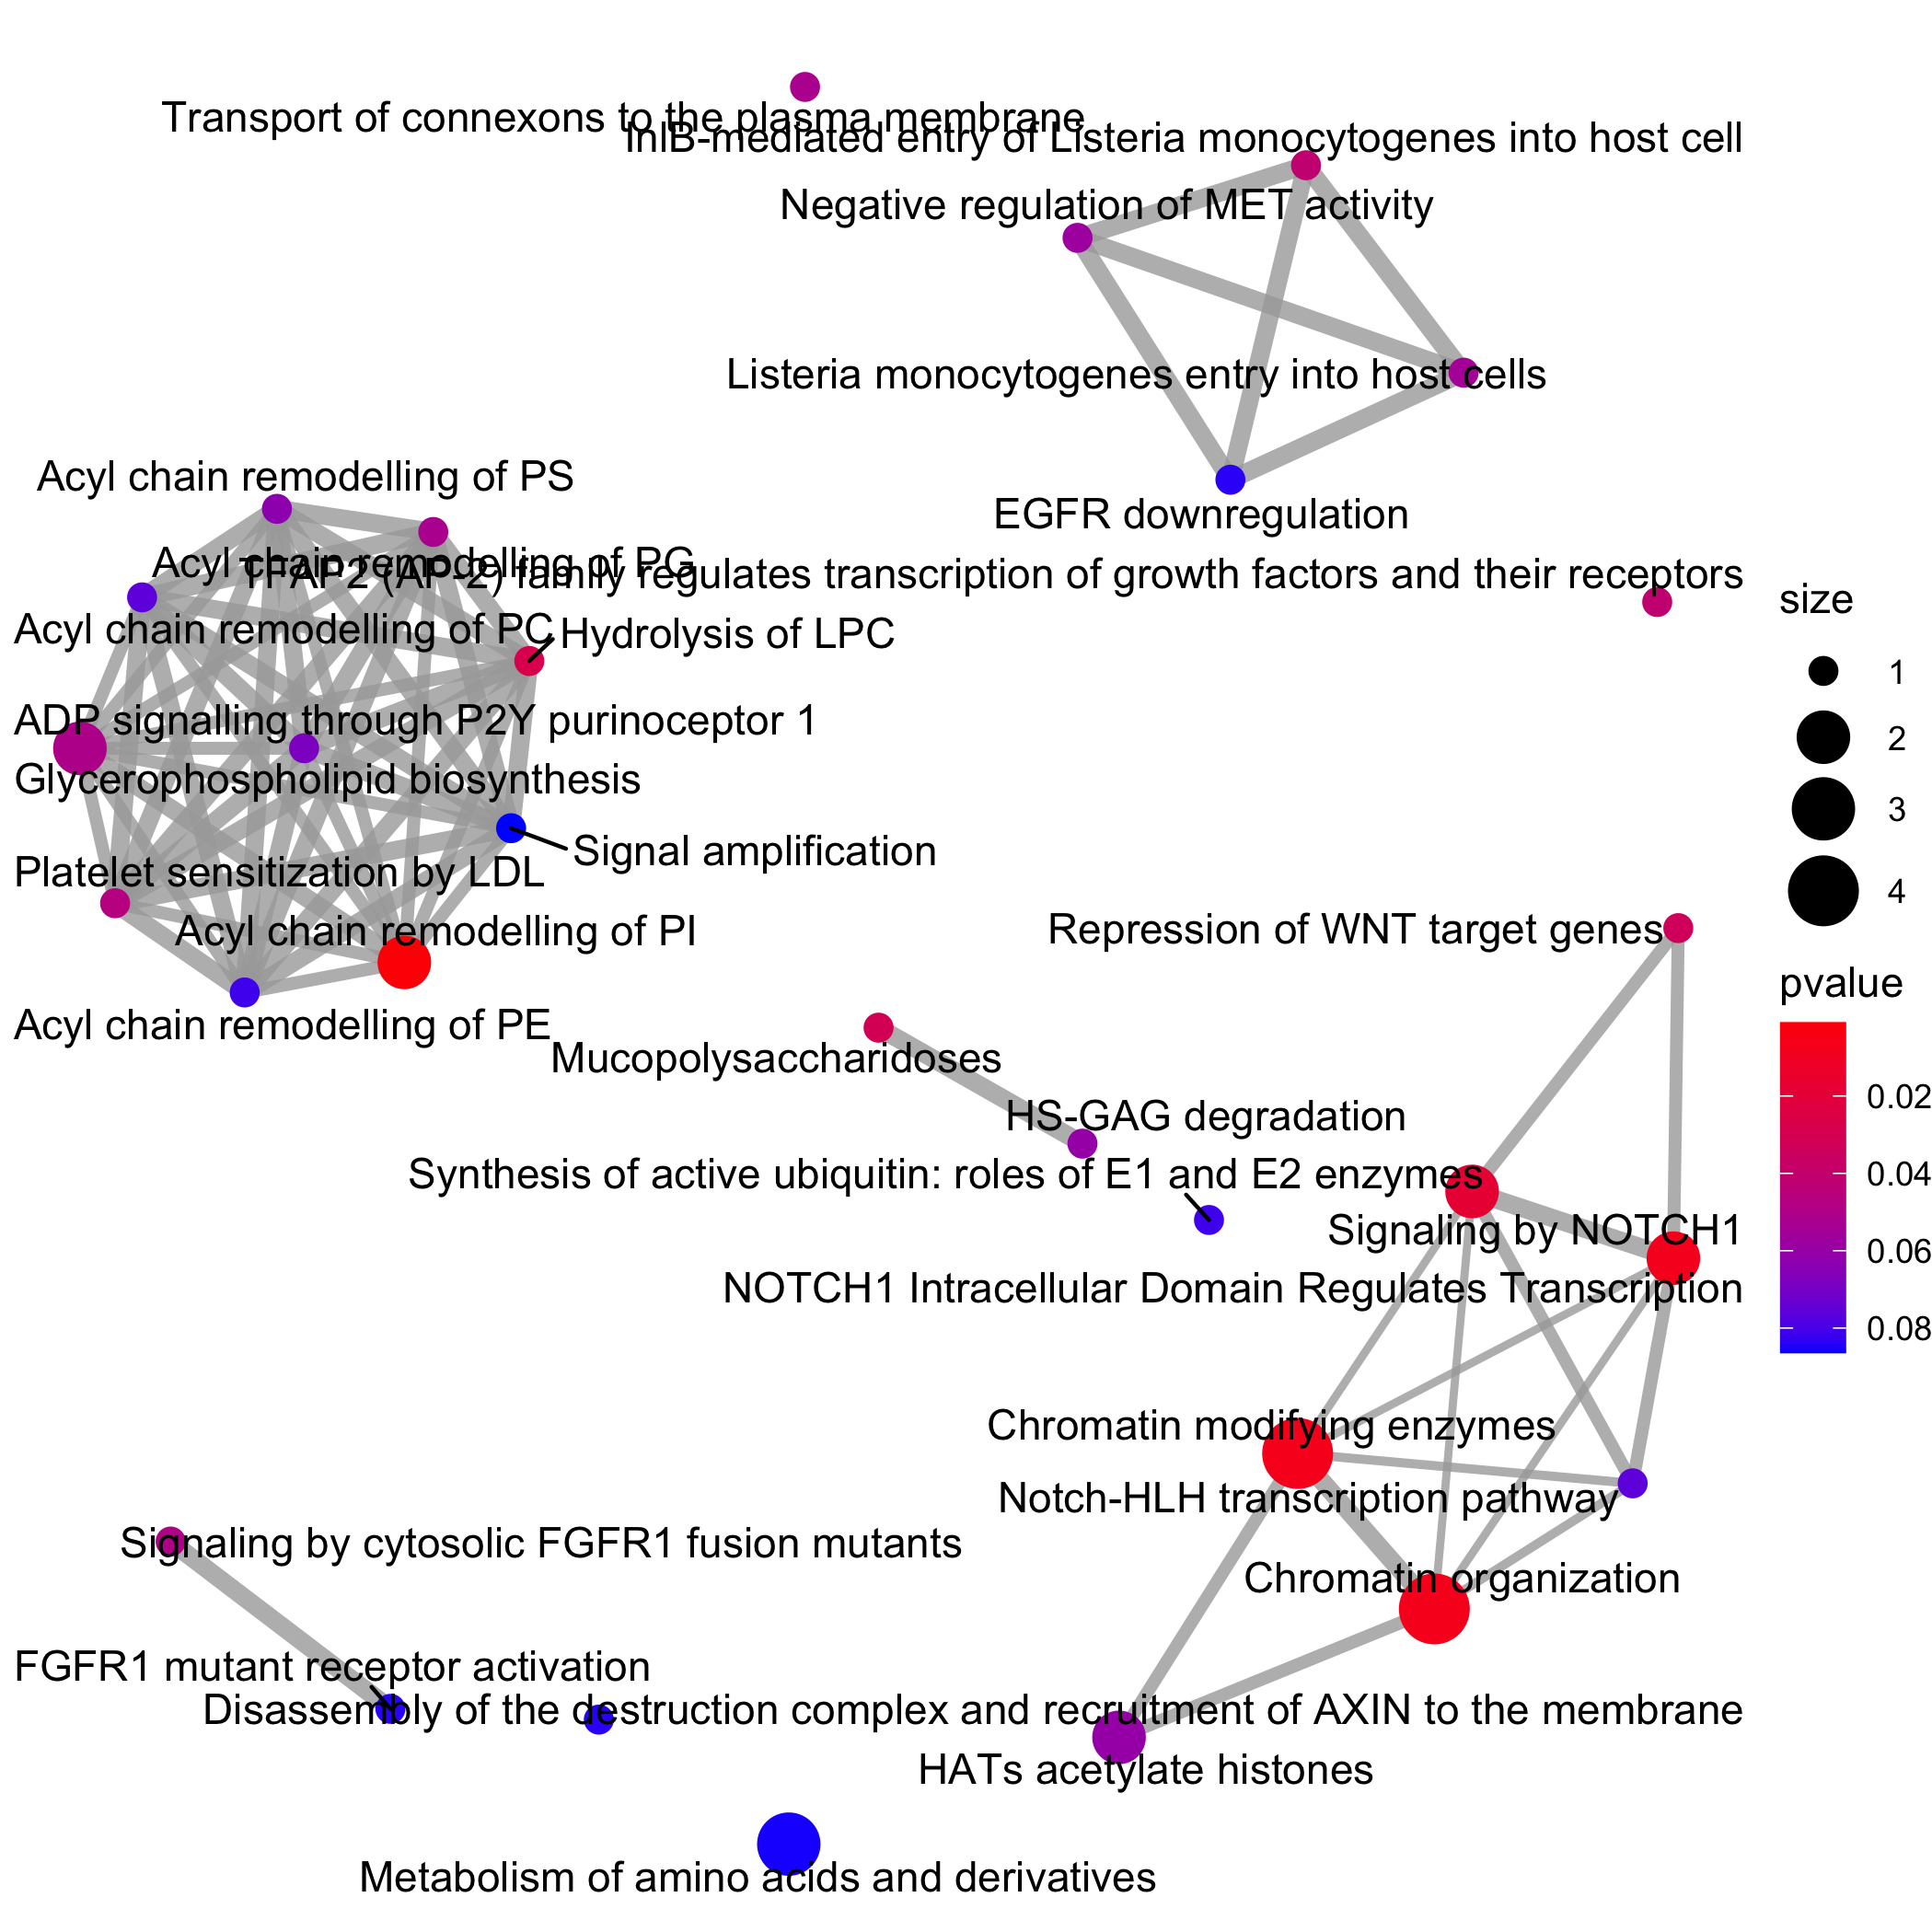 Transport of connexons to the plasma membrane
InlB-mediated entry of Listeria monocytogenes into host cell
Negative regulation of MET activity
Listeria monocytogenes entry into host cells
Acyl chain remodelling of PS
EGFR downregulation
Acyl chain remodelling of PG
TFAP2 (AP-2) family regulates transcription of growth factors and their receptors
Acyl chain remodelling of PC
Hydrolysis of LPC
ADP signalling through P2Y purinoceptor 1
Glycerophospholipid biosynthesis
Signal amplification
Platelet sensitization by LDL
Acyl chain remodelling of PI
Repression of WNT target genes
Acyl chain remodelling of PE
Mucopolysaccharidoses
HS-GAG degradation
Synthesis of active ubiquitin: roles of E1 and E2 enzymes
Signaling by NOTCH1
NOTCH1 Intracellular Domain Regulates Transcription
Chromatin modifying enzymes
Notch-HLH transcription pathway
Signaling by cytosolic FGFR1 fusion mutants
Chromatin organization
FGFR1 mutant receptor activation
Disassembly of the destruction complex and recruitment of AXIN to the membrane
HATs acetylate histones
Metabolism of amino acids and derivatives
size
1
2
3
4
pvalue
0.02
0.04
0.06
0.08